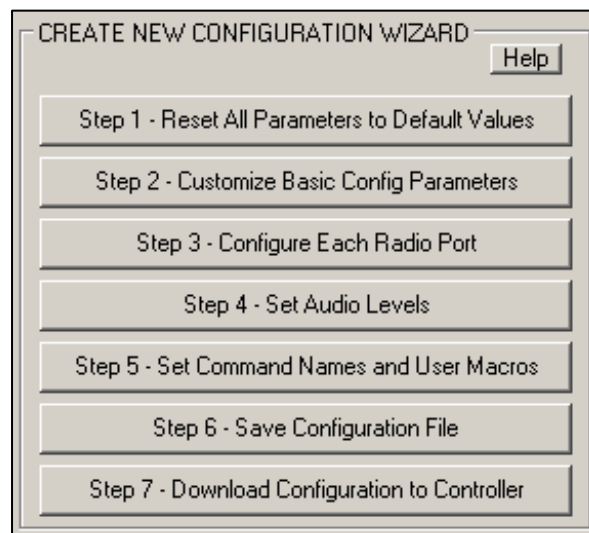 CREATE NEW CONFIGURATION WIZARD
Help
Step 1 - Reset All Parameters to Default Values
Step 2 - Customize Basic Config Parameters
Step 3 - Configure Each Radio Port
Step 4 - Set Audio Levels
Step 5 - Set Command Names and User Macros
Step 6 - Save Configuration File
Step 7 - Download Configuration to Controller